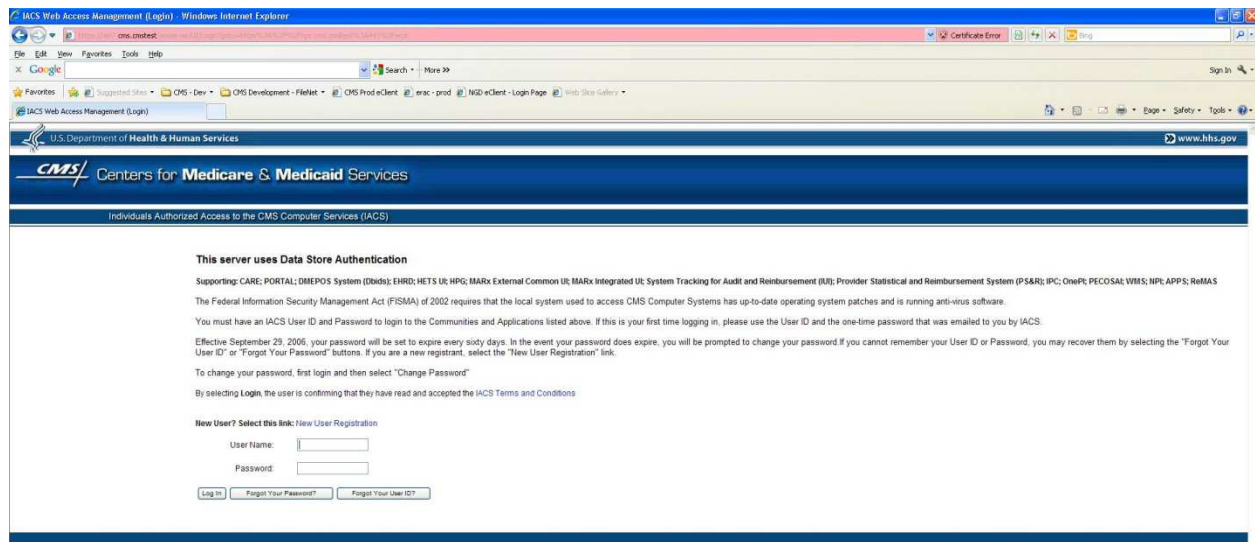 IACS Web Access Management (Login) - Windows Internet Explorer
cms.cmstest
Certificate Error
Bing
File Edit View Favorites Tools Help
x Google
Search
More >>
Sign In
Favorites
Suggested Sites
CMS - Dev
CMS Development - FileNet
CMS Prod eClient
erac - prod
NGD eClient - Login Page
Web Slice Gallery
IACS Web Access Management (Login)
Page
Safety
Tools
U.S. Department of Health & Human Services
www.hhs.gov
CMS
Centers for Medicare & Medicaid Services
Individuals Authorized Access to the CMS Computer Services (IACS)
This server uses Data Store Authentication
Supporting: CARE; PORTAL; DMEPOS System (Dbids); EHRD; HETS UI; HPG; MARx External Common UI; MARx Integrated UI; System Tracking for Audit and Reimbursement (IUI); Provider Statistical and Reimbursement System (PS&R); IPC; OnePI; PECOSAI; WMS; NPI; APPS; ReMAS
The Federal Information Security Management Act (FISMA) of 2002 requires that the local system used to access CMS Computer Systems has up-to-date operating system patches and is running anti-virus software.
You must have an IACS User ID and Password to login to the Communities and Applications listed above. If this is your first time logging in, please use the User ID and the one-time password that was emailed to you by IACS.
Effective September 29, 2006, your password will be set to expire every sixty days. In the event your password does expire, you will be prompted to change your password.If you cannot remember your User ID or Password, you may recover them by selecting the "Forgot Your
User ID" or "Forgot Your Password" buttons. If you are a new registrant, select the "New User Registration" link.
To change your password, first login and then select "Change Password"
By selecting Login, the user is confirming that they have read and accepted the IACS Terms and Conditions
New User? Select this link: New User Registration
User Name:
Password:
Log In
Forgot Your Password?
Forgot Your User ID?